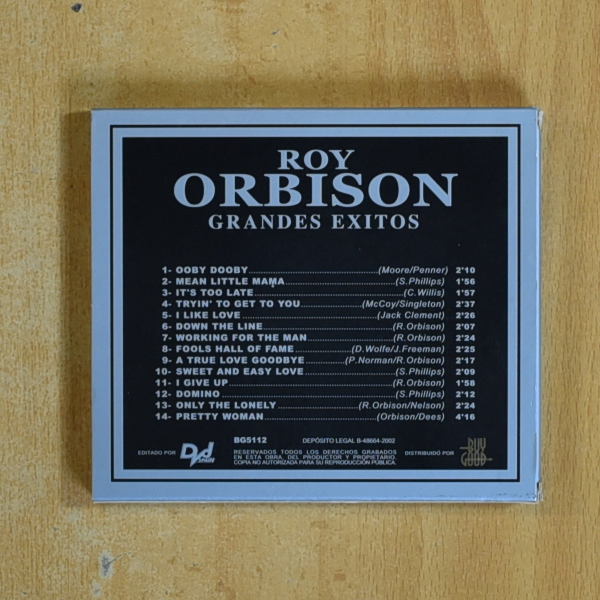 ROY
ORBISON
GRANDES EXITOS
1- OOBY DOOBY (Moore/Penner) 2'10
2- MEAN LITTLE MAMA (S.Phillips) 1'56
3- IT'S TOO LATE (C.Willis) 1'57
4- TRYIN' TO GET TO YOU (McCoy/Singleton) 2'37
5- I LIKE LOVE (Jack Clement) 2'26
6- DOWN THE LINE (R.Orbison) 2'07
7- WORKING FOR THE MAN (R.Orbison) 2'24
8- FOOLS HALL OF FAME (D.Wolfe/J.Freeman) 2'25
9- A TRUE LOVE GOODBYE (P.Norman/R.Orbison) 2'17
10- SWEET AND EASY LOVE (S.Phillips) 2'09
11- I GIVE UP (R.Orbison) 1'58
12- DOMINO (S.Phillips) 2'12
13- ONLY THE LONELY (R.Orbison/Nelson) 2'24
14- PRETTY WOMAN (Orbison/Dees) 4'16
BG5112 DEPÓSITO LEGAL B-48664-2002
EDITADO POR
RESERVADOS TODOS LOS DERECHOS GRABADOS
EN ESTA OBRA, DEL PRODUCTOR Y PROPIETARIO.
COPIA NO AUTORIZADA PARA SU REPRODUCCIÓN PÚBLICA.
DISTRIBUIDO POR